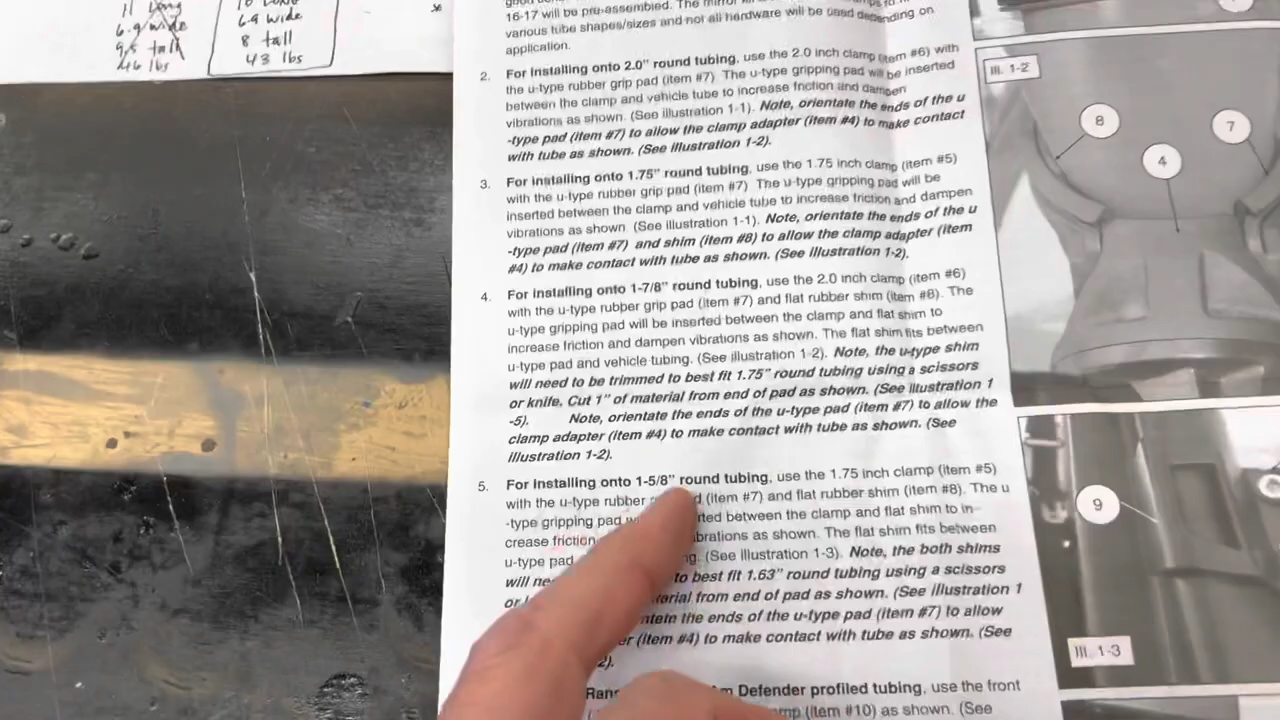 11 Long
6.9 wide
9.5 tall
46 lbs
6.9 wide
8 tall
43 lbs
16-17 will be pre-assembled. The mirror
various tube shapes/sizes and not all hardware will be used depending on
application.
2. For installing onto 2.0" round tubing, use the 2.0 inch clamp (item #6) with
the u-type rubber grip pad (item #7). The u-type gripping pad will be inserted
between the clamp and vehicle tube to increase friction and dampen
vibrations as shown. (See illustration 1-1). Note, orientate the ends of the u
-type pad (item #7) to allow the clamp adapter (item #4) to make contact
with tube as shown. (See illustration 1-2).
3. For installing onto 1.75" round tubing, use the 1.75 inch clamp (item #5)
with the u-type rubber grip pad (item #7) The u-type gripping pad will be
inserted between the clamp and vehicle tube to increase friction and dampen
vibrations as shown. (See illustration 1-1). Note, orientate the ends of the u
-type pad (item #7) and shim (item #8) to allow the clamp adapter (item
#4) to make contact with tube as shown. (See illustration 1-2).
4. For installing onto 1-7/8" round tubing, use the 2.0 inch clamp (item #6)
with the u-type rubber grip pad (item #7) and flat rubber shim (item #8). The
u-type gripping pad will be inserted between the clamp and flat shim to
increase friction and dampen vibrations as shown. The flat shim fits between
u-type pad and vehicle tubing. (See illustration 1-2). Note, the u-type shim
will need to be trimmed to best fit 1.75" round tubing using a scissors
or knife. Cut 1" of material from end of pad as shown. (See illustration 1
-5). Note, orientate the ends of the u-type pad (item #7) to allow the
clamp adapter (item #4) to make contact with tube as shown. (See
illustration 1-2).
5. For installing onto 1-5/8" round tubing, use the 1.75 inch clamp (item #5)
with the u-type rubber (item #7) and flat rubber shim (item #8). The u
-type gripping pad between the clamp and flat shim to in-
crease friction as shown. The flat shim fits between
u-type pad (See illustration 1-3). Note, the both shims
will to best fit 1.63" round tubing using a scissors
from end of pad as shown. (See illustration 1
the ends of the u-type pad (item #7) to allow
(item #4) to make contact with tube as shown. (See
2).
Defender profiled tubing, use the front
(item #10) as shown. (See
Ill. 1-2
8
7
4
9
Ill. 1-3